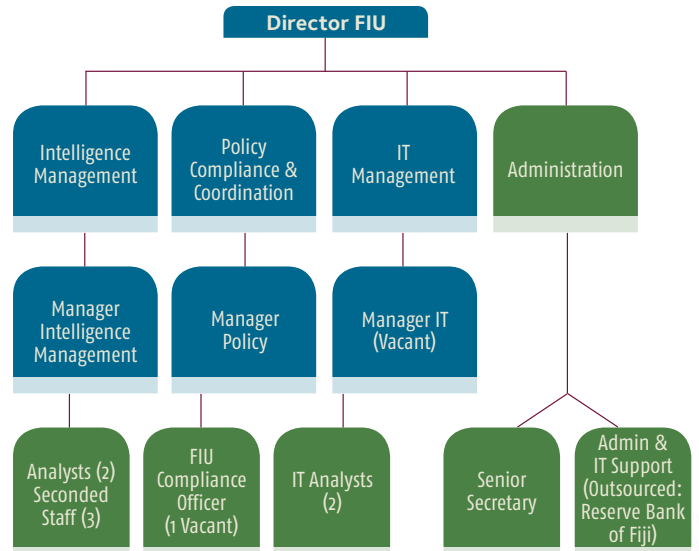 Director FIU
Intelligence
Management
Policy
Compliance &
Coordination
IT
Management
Administration
Manager
Intelligence
Management
Manager
Policy
Manager IT
(Vacant)
Analysts (2)
Seconded
Staff (3)
FIU
Compliance
Officer
(1 Vacant)
IT Analysts
(2)
Senior
Secretary
Admin &
IT Support
(Outsourced:
Reserve Bank
of Fiji)